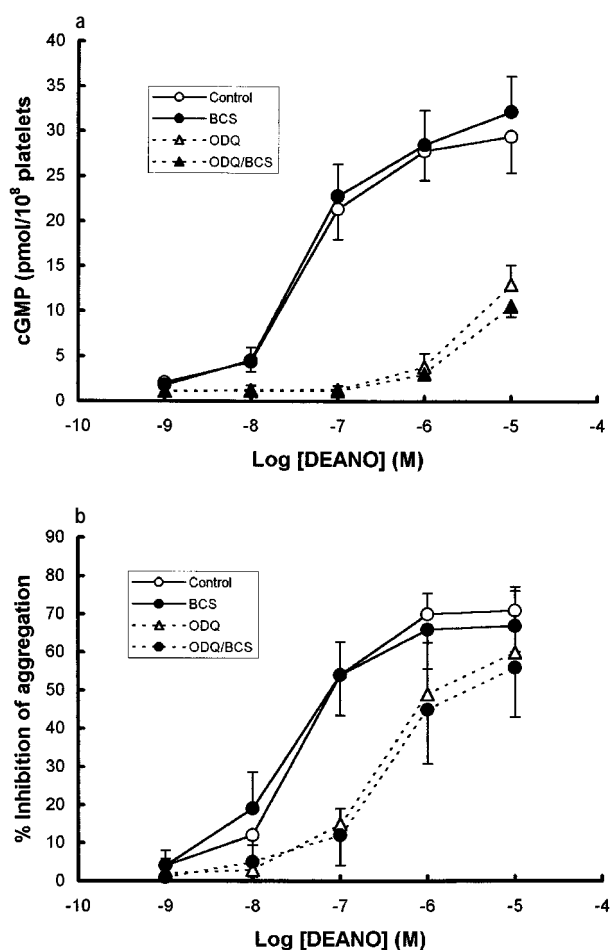 a
40
35
30
25
20
15
10
5
0
cGMP (pmol/10⁸ platelets)
Control
BCS
ODQ
ODQ/BCS
-10 -9 -8 -7 -6 -5 -4
Log [DEANO] (M)
b
90
80
70
60
50
40
30
20
10
0
% Inhibition of aggregation
Control
BCS
ODQ
ODQ/BCS
-10 -9 -8 -7 -6 -5 -4
Log [DEANO] (M)